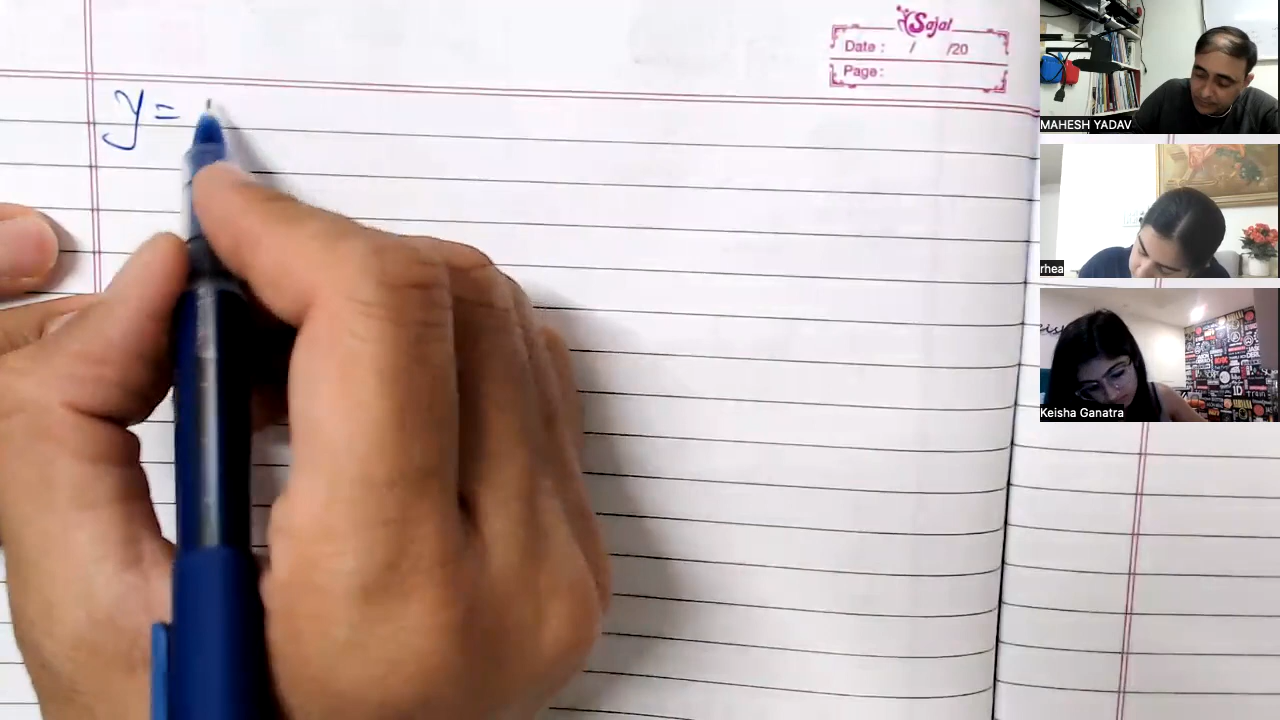 Sajal
Date : / /20
Page :
y =
MAHESH YADAV
rhea
Keisha Ganatra